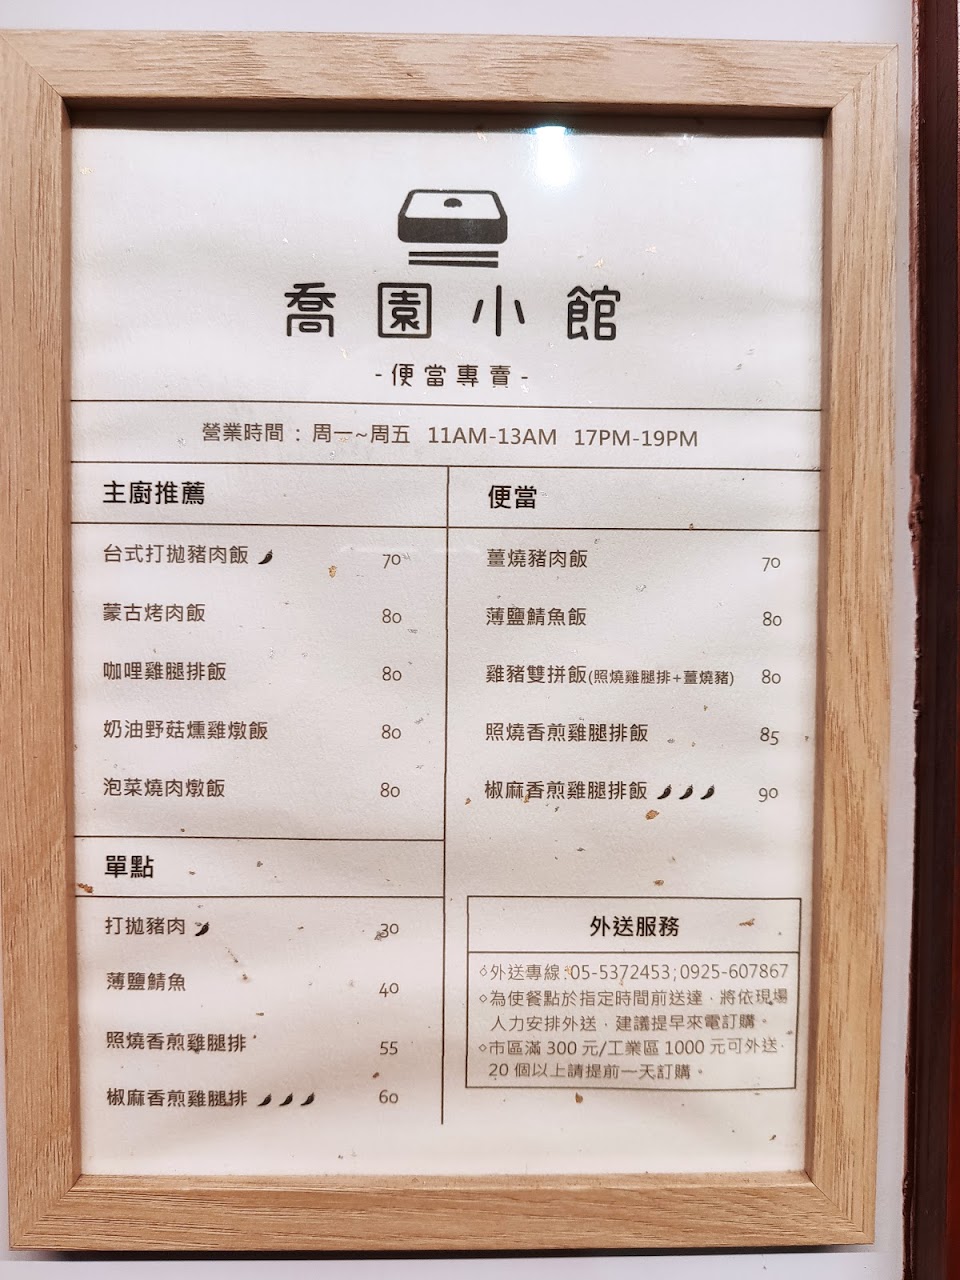 喬園小館
-便當專賣-
營業時間：周一~周五 11AM-13AM 17PM-19PM
主廚推薦
台式打拋豬肉飯 70
蒙古烤肉飯 80
咖哩雞腿排飯 80
奶油野菇燻雞燉飯 80
泡菜燒肉燉飯 80
單點
打拋豬肉 30
薄鹽鯖魚 40
照燒香煎雞腿排 55
椒麻香煎雞腿排 60
便當
薑燒豬肉飯 70
薄鹽鯖魚飯 80
雞豬雙拼飯(照燒雞腿排+薑燒豬) 80
照燒香煎雞腿排飯 85
椒麻香煎雞腿排飯 90
外送服務
◇外送專線:05-5372453;0925-607867
◇為使餐點於指定時間前送達，將依現場
人力安排外送，建議提早來電訂購。
◇市區滿 300 元/工業區 1000 元可外送，
20 個以上請提前一天訂購。